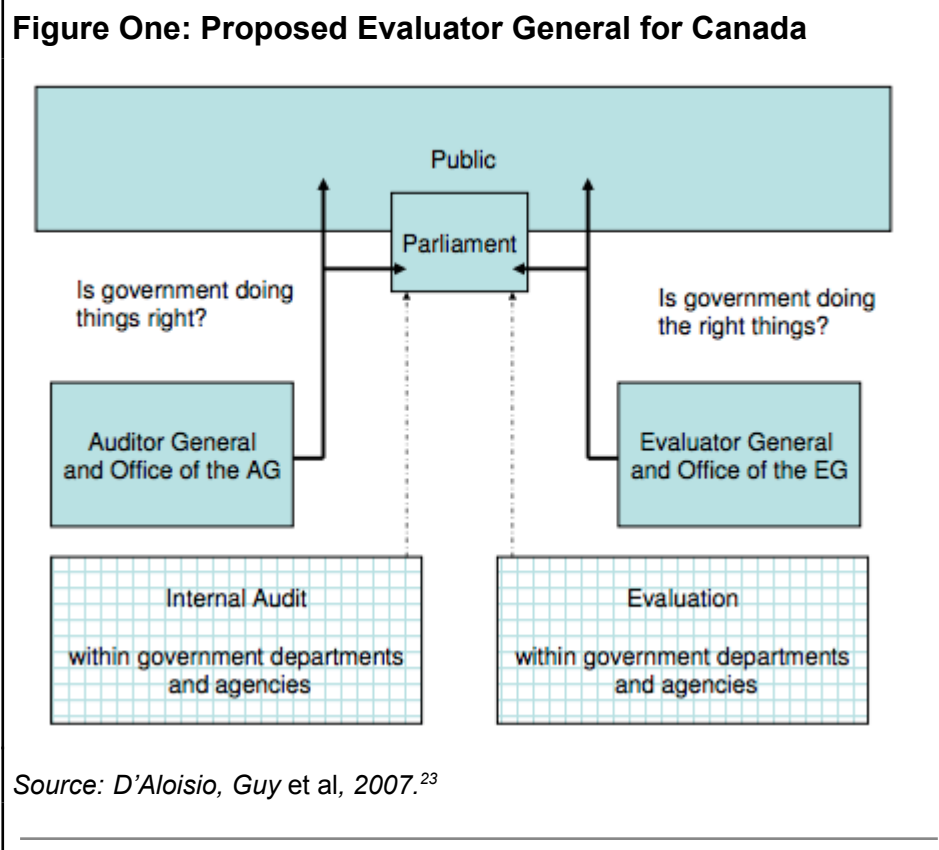 Figure One: Proposed Evaluator General for Canada
Public
Parliament
Is government doing
things right?
Is government doing
the right things?
Auditor General
and Office of the AG
Evaluator General
and Office of the EG
Internal Audit
within government departments
and agencies
Evaluation
within government departments
and agencies
Source: D'Aloisio, Guy et al, 2007.23